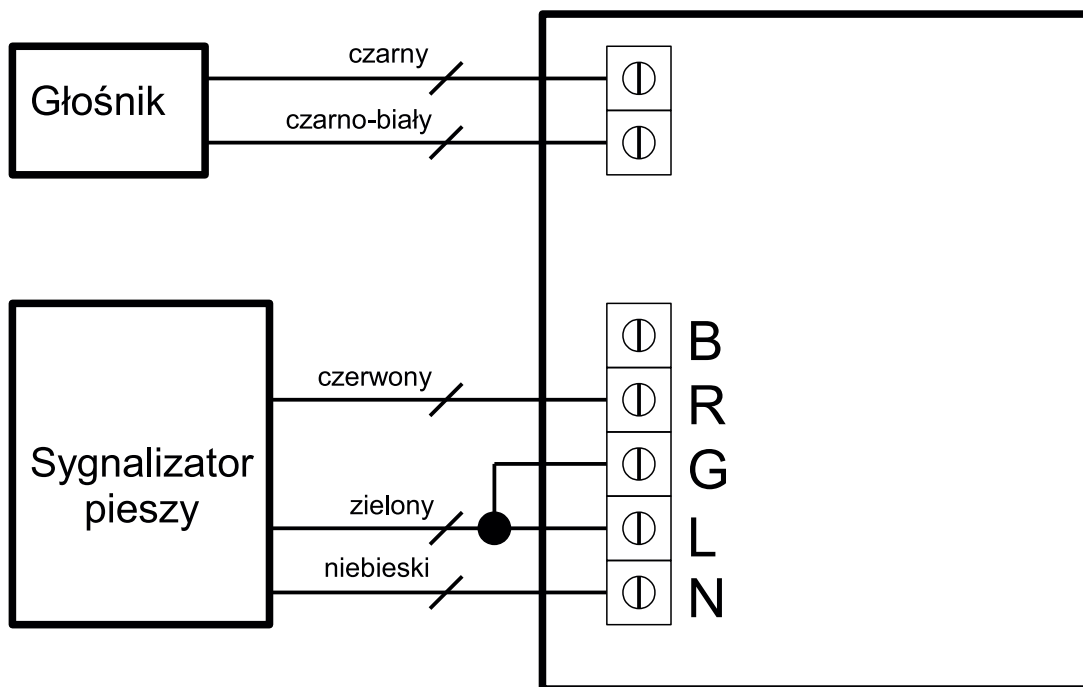 czarny
Głośnik
czarno-biały
B
czerwony
R
Sygnalizator
pieszy
G
zielony
L
niebieski
N